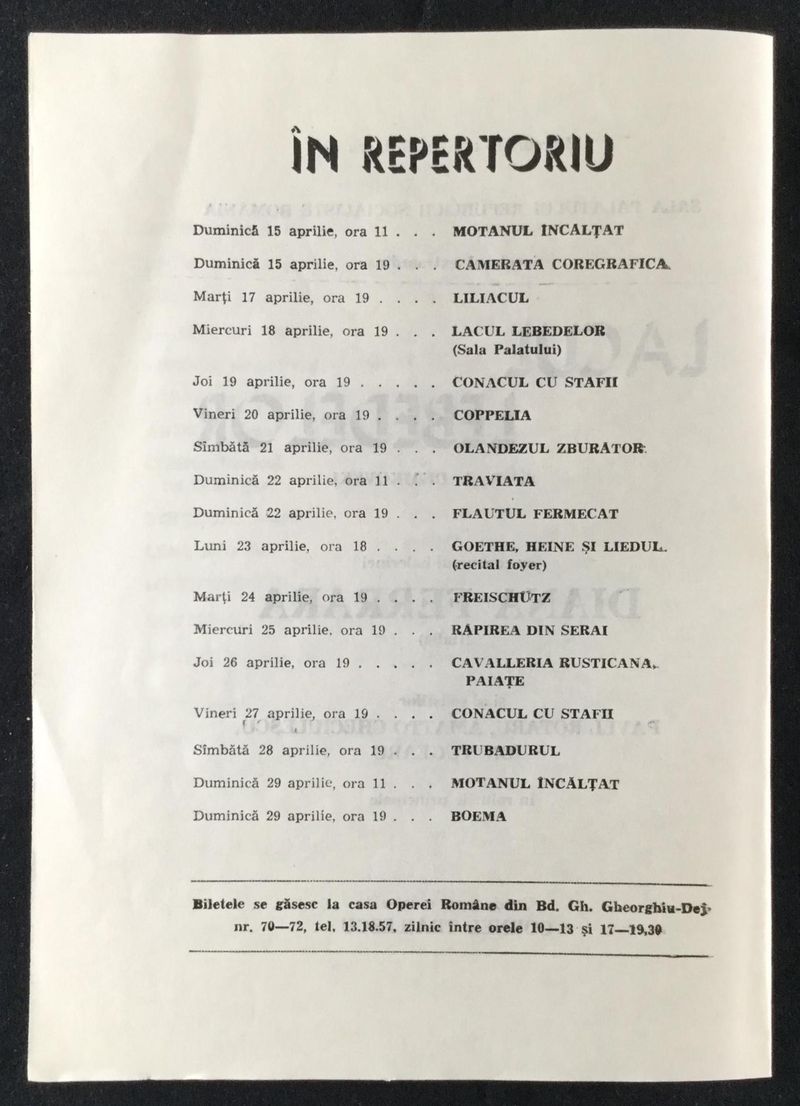 ÎN REPERTORIU
Duminică 15 aprilie, ora 11 . . . MOTANUL ÎNCALȚAT
Duminică 15 aprilie, ora 19 . . . CAMERATA COREGRAFICA
Marți 17 aprilie, ora 19 . . . . LILIACUL
Miercuri 18 aprilie, ora 19 . . . LACUL LEBEDELOR
(Sala Palatului)
Joi 19 aprilie, ora 19 . . . . . CONACUL CU STAFII
Vineri 20 aprilie, ora 19 . . . . COPPELIA
Sîmbătă 21 aprilie, ora 19 . . . OLANDEZUL ZBURĂTOR
Duminică 22 aprilie, ora 11 . . . TRAVIATA
Duminică 22 aprilie, ora 19 . . . FLAUTUL FERMECAT
Luni 23 aprilie, ora 18 . . . . GOETHE, HEINE ȘI LIEDUL
(recital foyer)
Marți 24 aprilie, ora 19 . . . . FREISCHÜTZ
Miercuri 25 aprilie, ora 19 . . . RĂPIREA DIN SERAI
Joi 26 aprilie, ora 19 . . . . . CAVALLERIA RUSTICANA,
PAIAȚE
Vineri 27 aprilie, ora 19 . . . . CONACUL CU STAFII
Sîmbătă 28 aprilie, ora 19 . . . TRUBADURUL
Duminică 29 aprilie, ora 11 . . . MOTANUL ÎNCĂLȚAT
Duminică 29 aprilie, ora 19 . . . BOEMA
Biletele se găsesc la casa Operei Române din Bd. Gh. Gheorghiu-Dej
nr. 70—72, tel. 13.18.57, zilnic între orele 10—13 și 17—19,30